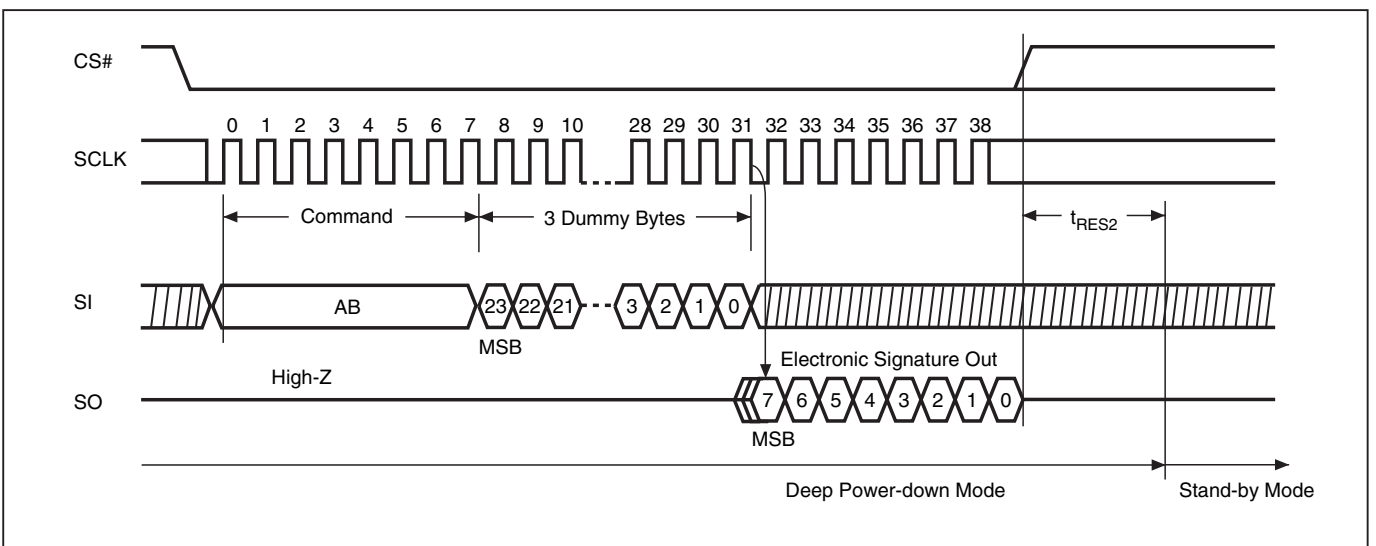 CS#
0 1 2 3 4 5 6 7 8 9 10 28 29 30 31 32 33 34 35 36 37 38
SCLK
Command 3 Dummy Bytes tRES2
SI AB 23 22 21 3 2 1 0
MSB
Electronic Signature Out
High-Z
SO 7 6 5 4 3 2 1 0
MSB
Deep Power-down Mode Stand-by Mode